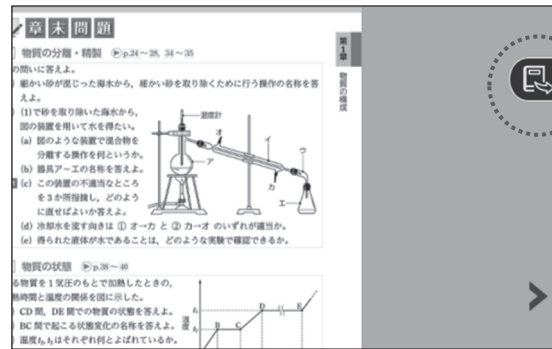 章末問題
物質の分離・精製 ▶p.24~28, 34~35
の問いに答えよ。
細かい砂が混じった海水から，細かい砂を取り除くために行う操作の名称を答
えよ。
(1)で砂を取り除いた海水から，
図の装置を用いて水を得たい。
(a) 図のような装置で混合物を
分離する操作を何というか。
(b) 器具ア～エの名称を答えよ。
(c) この装置の不適当なところ
を3か所指摘し，どのよう
に直せばよいか答えよ。
温度計
オ
イ
ウ
ア
カ
エ
(d) 冷却水を流す向きは ① オ→カ と ② カ→オ のいずれが適当か。
(e) 得られた液体が水であることは，どのような実験で確認できるか。
物質の状態 ▶p.38~40
る物質を1気圧のもとで加熱したときの，
熱時間と温度の関係を図に示した。
CD間，DE間での物質の状態を答えよ。
BC間で起こる状態変化の名称を答えよ。
温度t₂, t₁はそれぞれ何とよばれているか。
D
E
B
C
温度
第1章
物質の構成